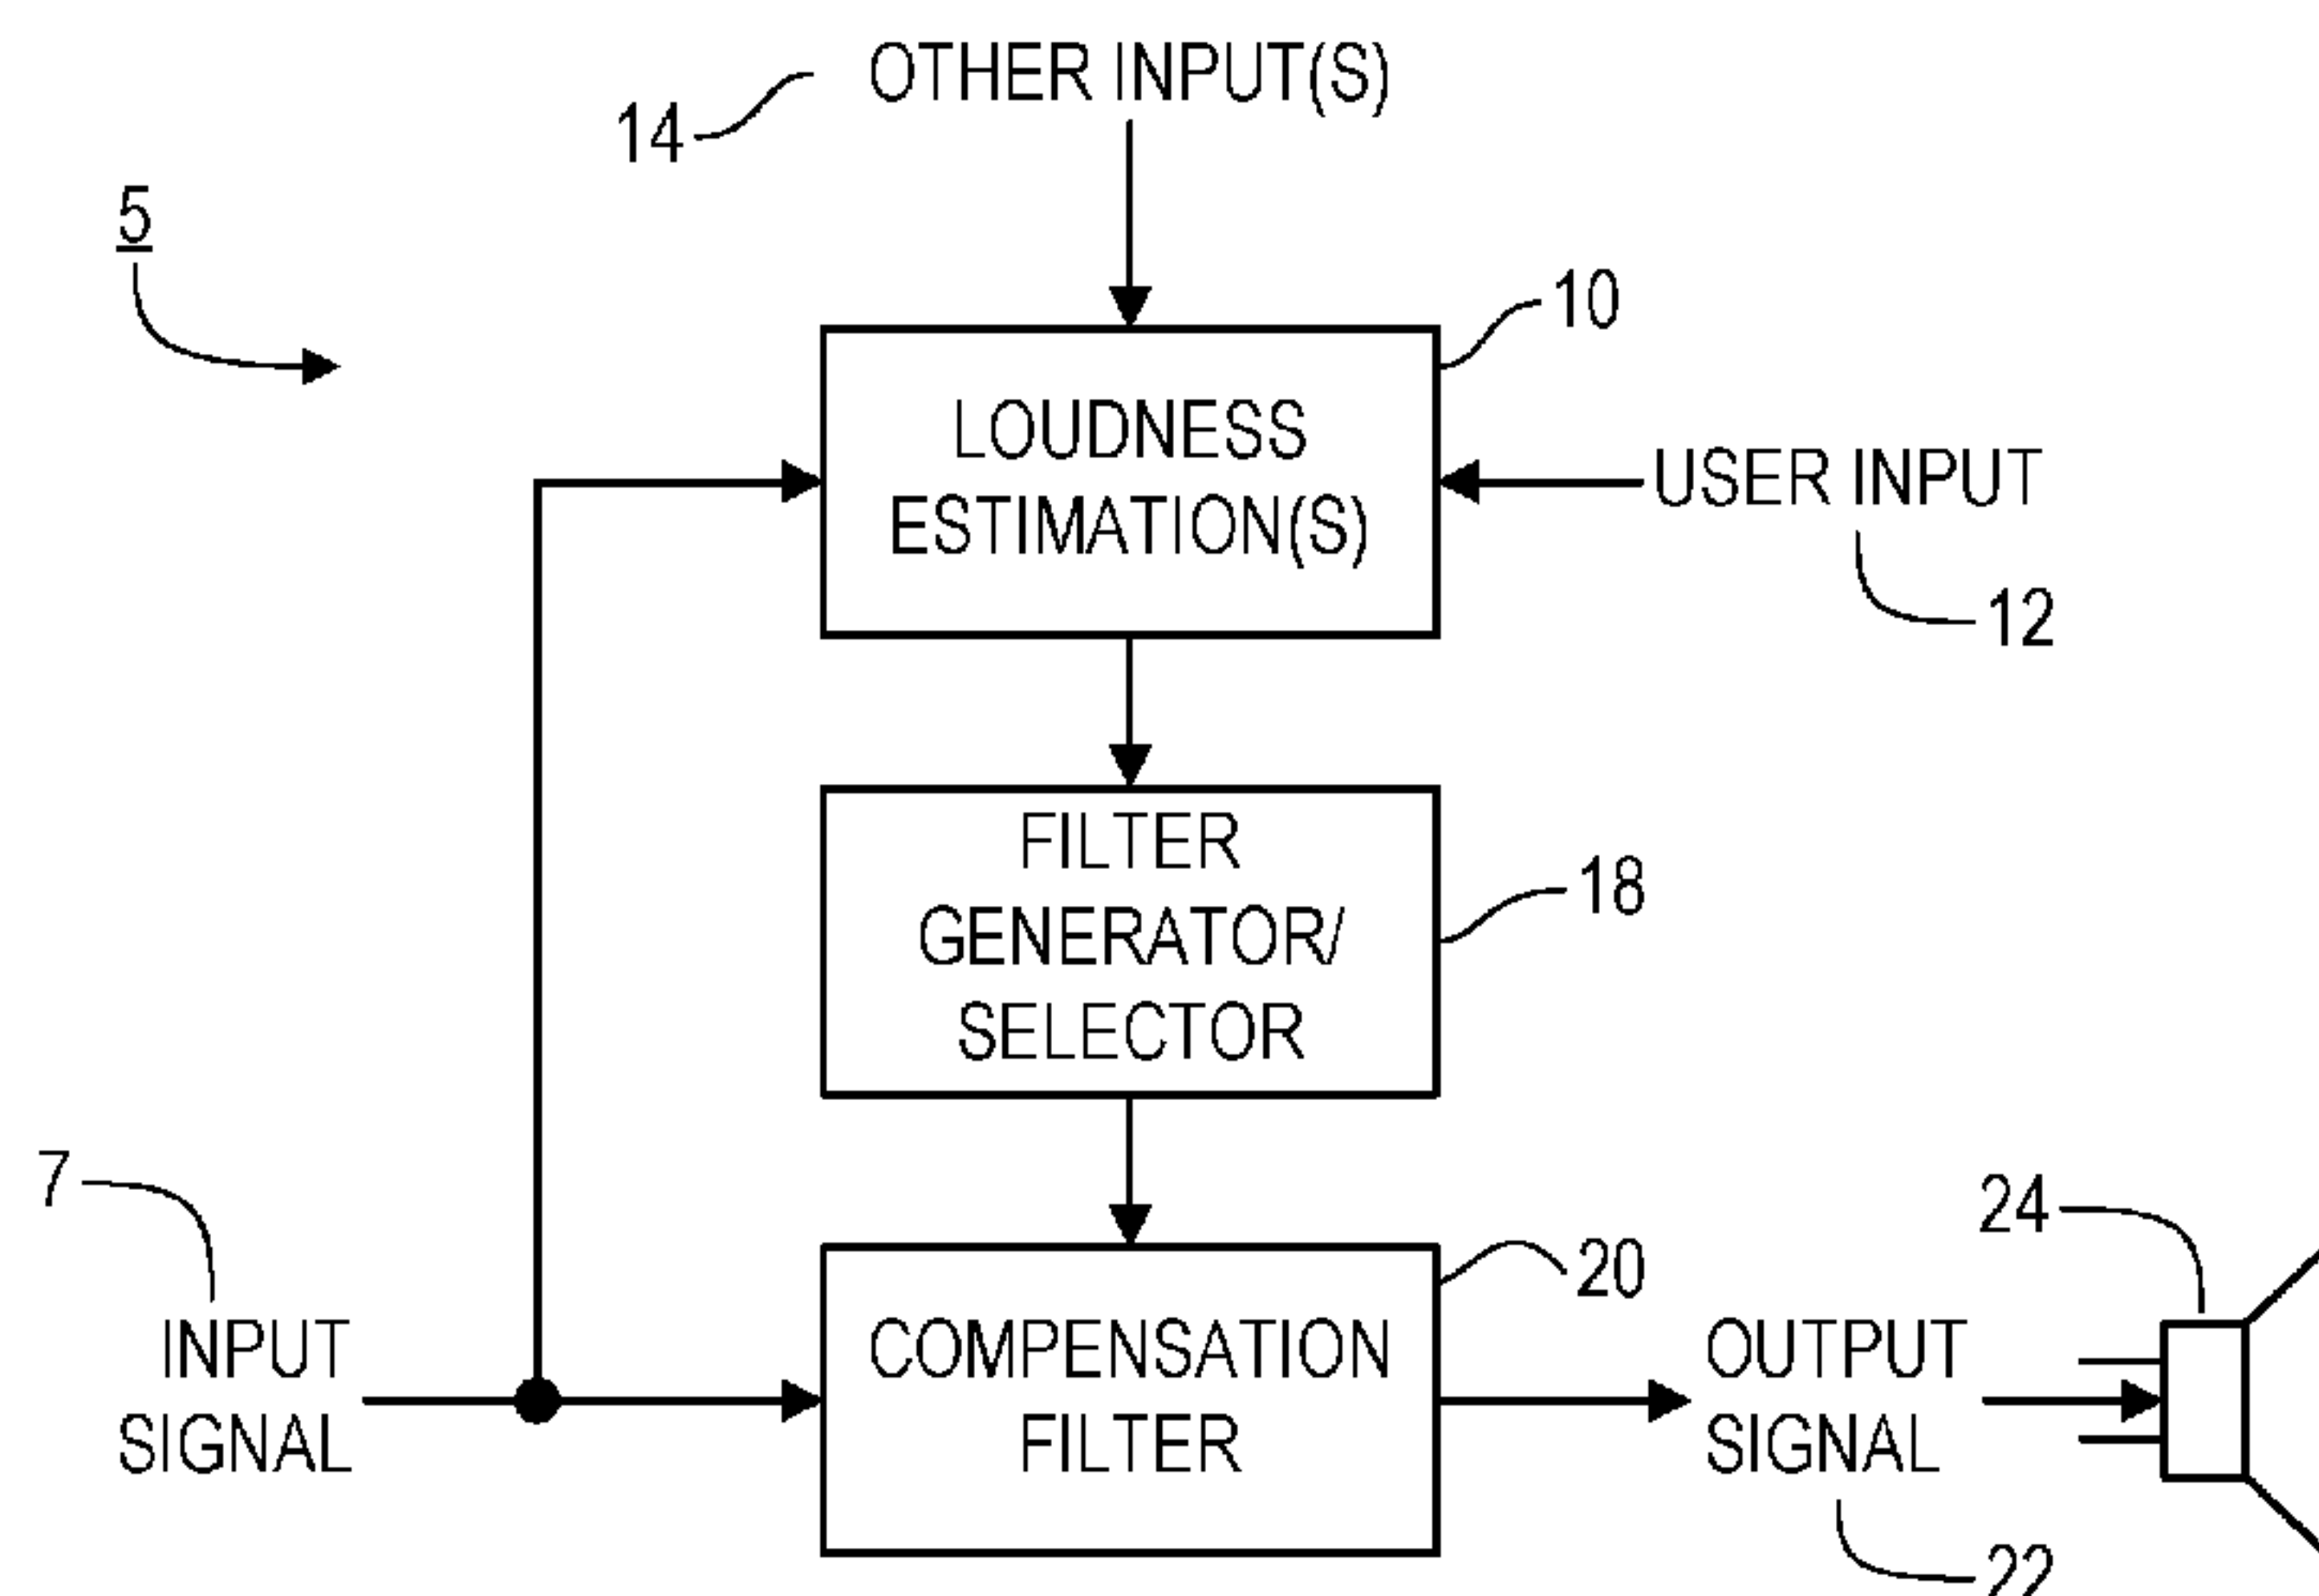 OTHER INPUT(S)
14
5
10
LOUDNESS
ESTIMATION(S)
USER INPUT
12
FILTER
GENERATOR/
SELECTOR
18
7
24
20
INPUT
SIGNAL
COMPENSATION
FILTER
OUTPUT
SIGNAL
22